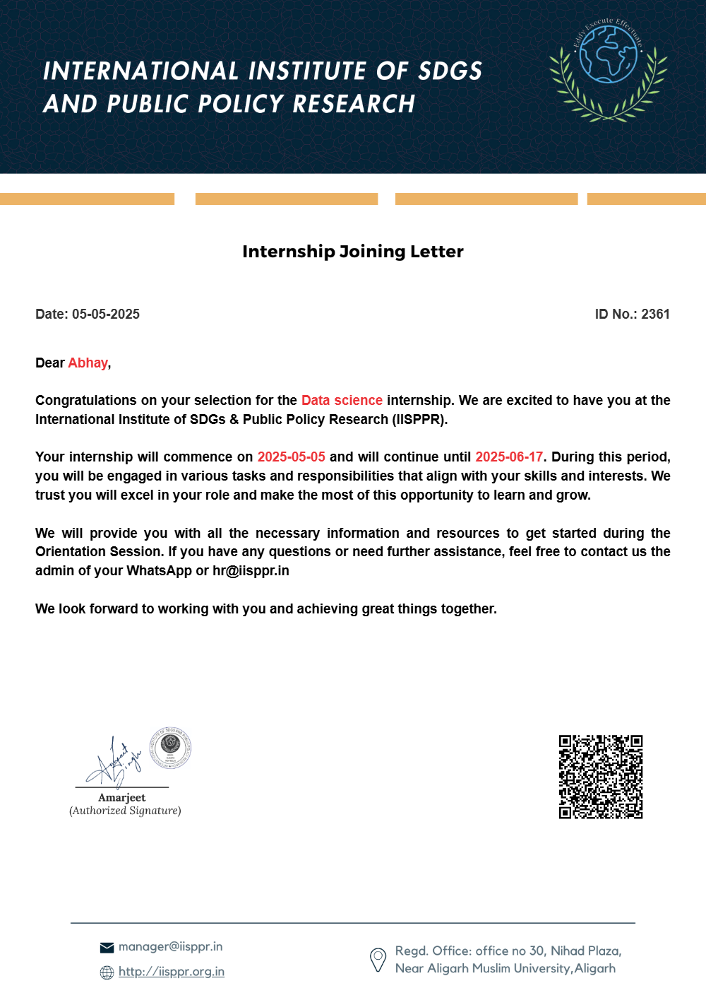 Edify Execute Effectuate
INTERNATIONAL INSTITUTE OF SDGS
AND PUBLIC POLICY RESEARCH
Internship Joining Letter
Date: 05-05-2025
ID No.: 2361
Dear Abhay,
Congratulations on your selection for the Data science internship. We are excited to have you at the
International Institute of SDGs & Public Policy Research (IISPPR).
Your internship will commence on 2025-05-05 and will continue until 2025-06-17. During this period,
you will be engaged in various tasks and responsibilities that align with your skills and interests. We
trust you will excel in your role and make the most of this opportunity to learn and grow.
We will provide you with all the necessary information and resources to get started during the
Orientation Session. If you have any questions or need further assistance, feel free to contact us the
admin of your WhatsApp or hr@iisppr.in
We look forward to working with you and achieving great things together.
Amarjeet Singh
INSTITUTE OF SDGS AND PUBLIC POLICY RESEARCH
Amarjeet
(Authorized Signature)
manager@iisppr.in
http://iisppr.org.in
Regd. Office: office no 30, Nihad Plaza,
Near Aligarh Muslim University,Aligarh